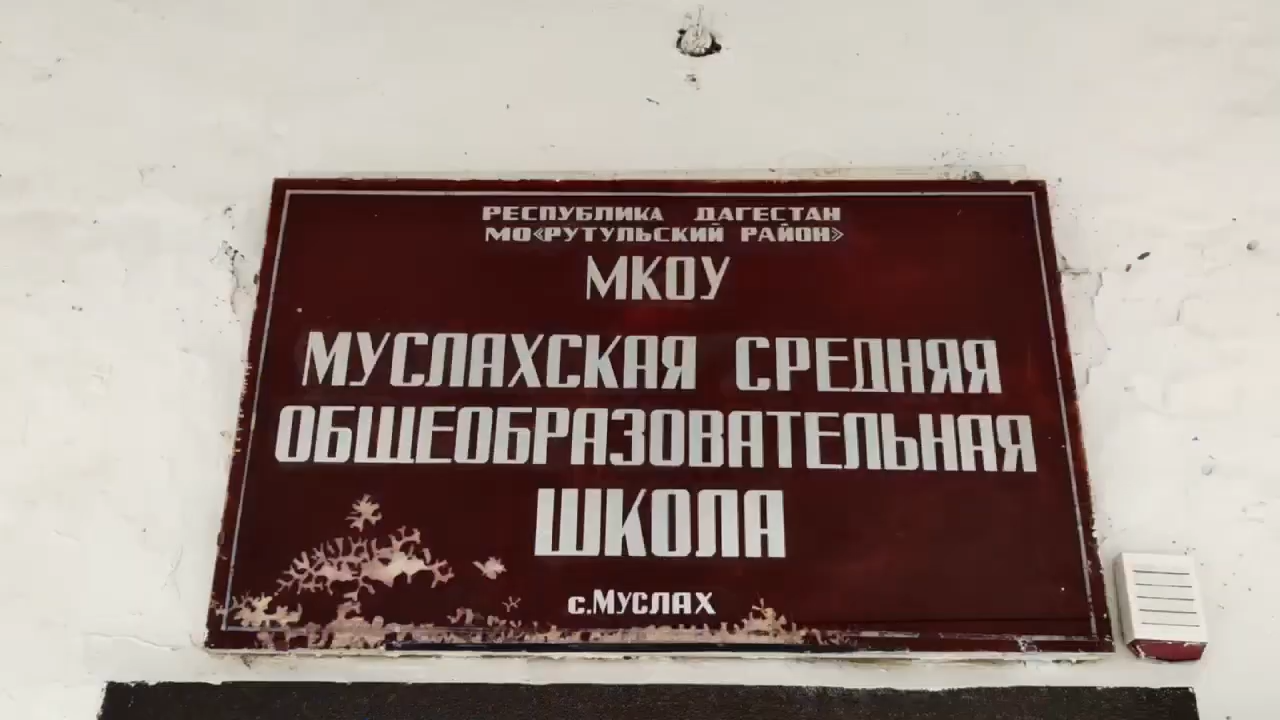 РЕСПУБЛИКА ДАГЕСТАН
МО«РУТУЛЬСКИЙ РАЙОН»
МКОУ
МУСЛАХСКАЯ СРЕДНЯЯ
ОБЩЕОБРАЗОВАТЕЛЬНАЯ
ШКОЛА
с.МУСЛАХ